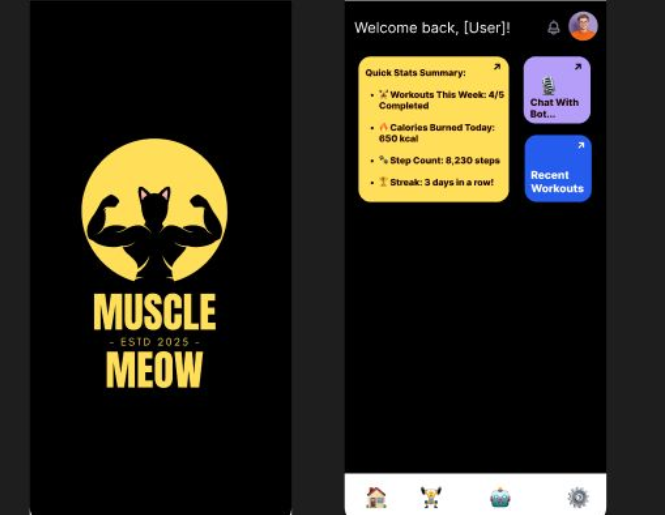 MUSCLE
- ESTD 2025 -
MEOW
Welcome back, [User]!
Quick Stats Summary:
• 🏋️ Workouts This Week: 4/5
Completed
• 🔥 Calories Burned Today:
650 kcal
• 👣 Step Count: 8,230 steps
• 🏆 Streak: 3 days in a row!
Chat With
Bot...
Recent
Workouts